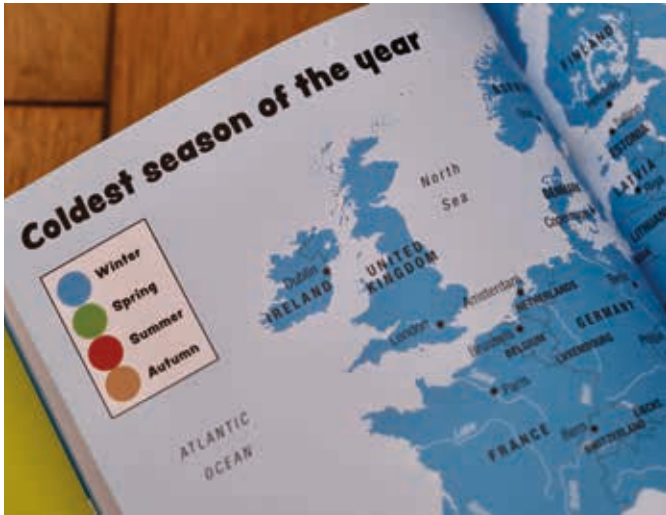 Coldest season of the year
Winter
Spring
Summer
Autumn
North
Sea
ATLANTIC
OCEAN
Dublin
IRELAND
UNITED
KINGDOM
London
FINLAND
ESTONIA
LATVIA
Amsterdam
NETHERLANDS
GERMANY
Brussels
BELGIUM
LUXEMBOURG
Paris
FRANCE
Bern
SWITZERLAND